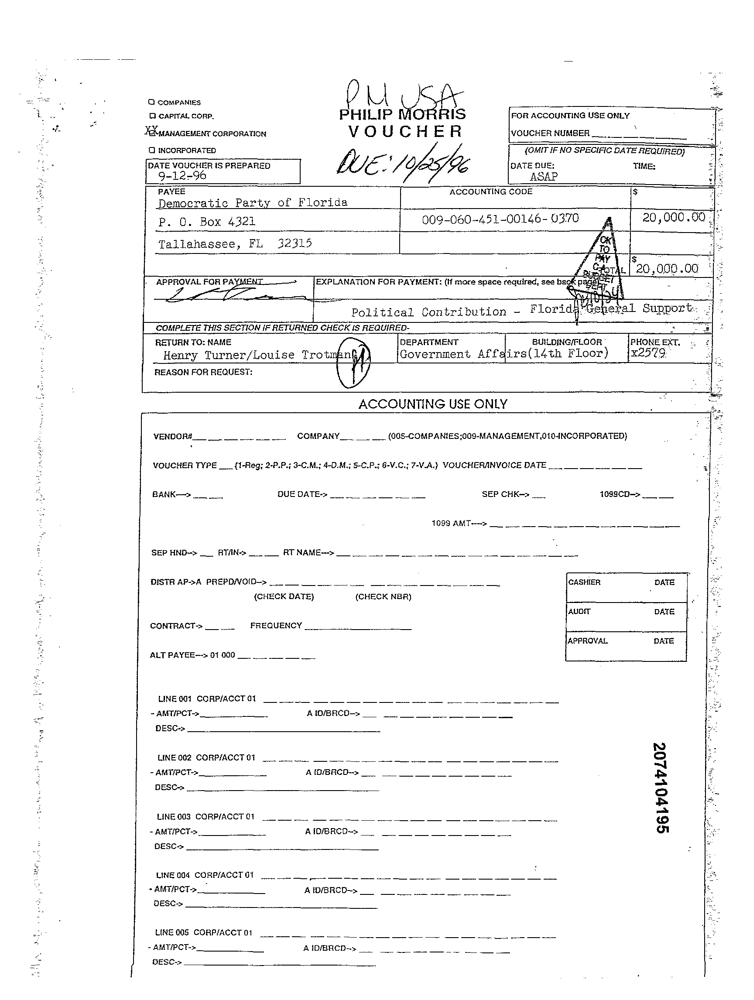 PM USA
☐ COMPANIES
☐ CAPITAL CORP.
XX MANAGEMENT CORPORATION
☐ INCORPORATED
PHILIP MORRIS
VOUCHER
DUE: 10/25/96
FOR ACCOUNTING USE ONLY
VOUCHER NUMBER
(OMIT IF NO SPECIFIC DATE REQUIRED)
DATE VOUCHER IS PREPARED
9-12-96
DATE DUE: TIME:
ASAP
PAYEE ACCOUNTING CODE $
Democratic Party of Florida
P. O. Box 4321 009-060-451-00146-0370 20,000.00
Tallahassee, FL 32315
OK
TO
PAY
TOTAL $ 20,000.00
APPROVAL FOR PAYMENT EXPLANATION FOR PAYMENT: (If more space required, see back page)
Political Contribution - Florida General Support
COMPLETE THIS SECTION IF RETURNED CHECK IS REQUIRED-
RETURN TO: NAME DEPARTMENT BUILDING/FLOOR PHONE EXT.
Henry Turner/Louise Trotman Government Affairs(14th Floor) x2579
REASON FOR REQUEST:
ACCOUNTING USE ONLY
VENDOR# COMPANY (005-COMPANIES;009-MANAGEMENT,010-INCORPORATED)
VOUCHER TYPE (1-Reg; 2-P.P.; 3-C.M.; 4-D.M.; 5-C.P.; 6-V.C.; 7-V.A.) VOUCHER/INVOICE DATE
BANK--> DUE DATE-> SEP CHK-> 1099CD->
1099 AMT--->
SEP HND--> RT/IN-> RT NAME-->
DISTR AP->A PREPD/VOID-->
(CHECK DATE) (CHECK NBR)
CASHIER DATE
AUDIT DATE
APPROVAL DATE
CONTRACT-> FREQUENCY
ALT PAYEE--> 01 000
LINE 001 CORP/ACCT 01
- AMT/PCT-> A ID/BRCD-->
DESC->
LINE 002 CORP/ACCT 01
- AMT/PCT-> A ID/BRCD-->
DESC->
LINE 003 CORP/ACCT 01
- AMT/PCT-> A ID/BRCD-->
DESC->
LINE 004 CORP/ACCT 01
- AMT/PCT-> A ID/BRCD-->
DESC->
LINE 005 CORP/ACCT 01
- AMT/PCT-> A ID/BRCD-->
DESC->
2074104195